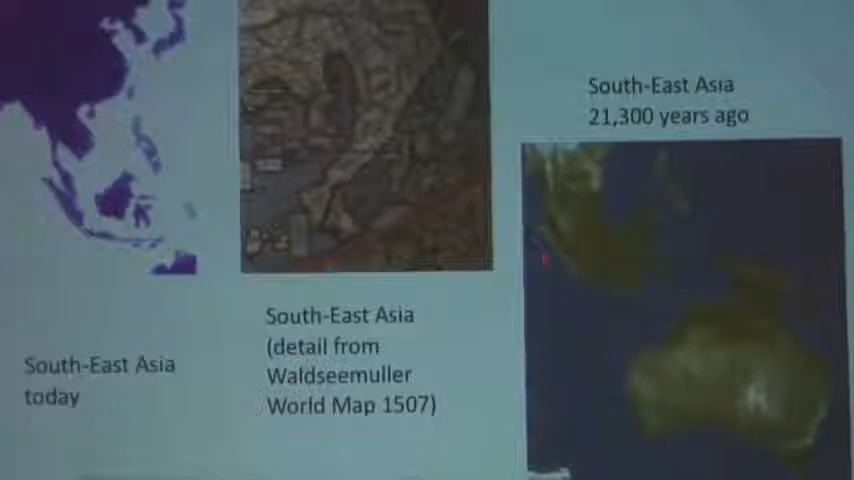 South-East Asia
today
South-East Asia
(detail from
Waldseemuller
World Map 1507)
South-East Asia
21,300 years ago